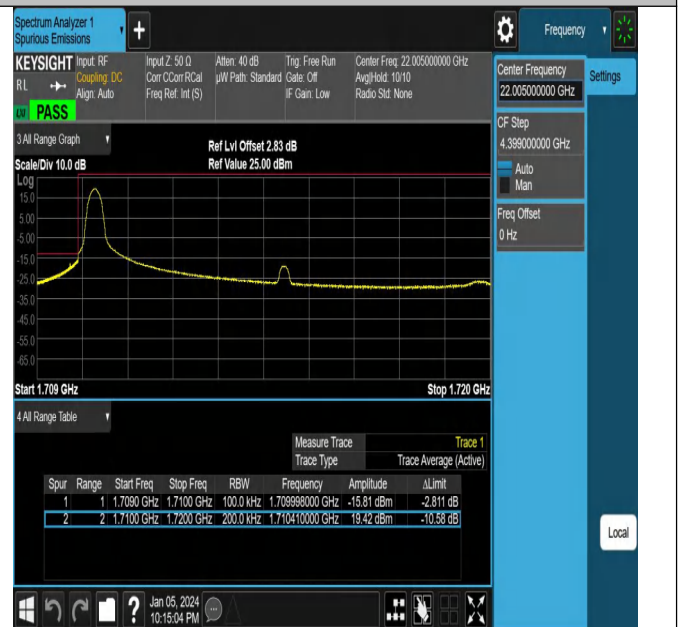 Spectrum Analyzer 1
Spurious Emissions
+
Frequency
KEYSIGHT Input: RF Input Z: 50 Ω Atten: 40 dB Trig: Free Run Center Freq: 22.005000000 GHz
RL Coupling: DC Corr CCorr RCal µW Path: Standard Gate: Off Avg|Hold: 10/10
Align: Auto Freq Ref: Int (S) IF Gain: Low Radio Std: None
PASS
Center Frequency
22.005000000 GHz
Settings
CF Step
4.399000000 GHz
Auto
Man
Freq Offset
0 Hz
3 All Range Graph
Ref Lvl Offset 2.83 dB
Scale/Div 10.0 dB Ref Value 25.00 dBm
Log
15.0
5.00
-5.00
-15.0
-25.0
-35.0
-45.0
-55.0
-65.0
Start 1.709 GHz Stop 1.720 GHz
4 All Range Table
Measure Trace Trace 1
Trace Type Trace Average (Active)
Spur Range Start Freq Stop Freq RBW Frequency Amplitude ΔLimit
1 1 1.7090 GHz 1.7100 GHz 100.0 kHz 1.709998000 GHz -15.81 dBm -2.811 dB
2 2 1.7100 GHz 1.7200 GHz 200.0 kHz 1.710410000 GHz 19.42 dBm -10.58 dB
Local
? Jan 05, 2024
10:15:04 PM